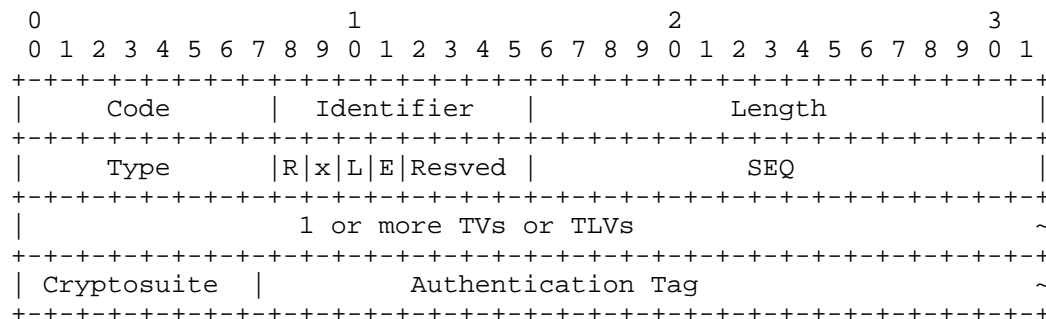 0                   1                   2                   3
 0 1 2 3 4 5 6 7 8 9 0 1 2 3 4 5 6 7 8 9 0 1 2 3 4 5 6 7 8 9 0 1
+-+-+-+-+-+-+-+-+-+-+-+-+-+-+-+-+-+-+-+-+-+-+-+-+-+-+-+-+-+-+-+-+
|     Code      |  Identifier   |            Length             |
+-+-+-+-+-+-+-+-+-+-+-+-+-+-+-+-+-+-+-+-+-+-+-+-+-+-+-+-+-+-+-+-+
|     Type      |R|x|L|E|Resved |             SEQ               |
+-+-+-+-+-+-+-+-+-+-+-+-+-+-+-+-+-+-+-+-+-+-+-+-+-+-+-+-+-+-+-+-+
|                 1 or more TVs or TLVs                         ~
+-+-+-+-+-+-+-+-+-+-+-+-+-+-+-+-+-+-+-+-+-+-+-+-+-+-+-+-+-+-+-+-+
| Cryptosuite  |         Authentication Tag                     ~
+-+-+-+-+-+-+-+-+-+-+-+-+-+-+-+-+-+-+-+-+-+-+-+-+-+-+-+-+-+-+-+-+